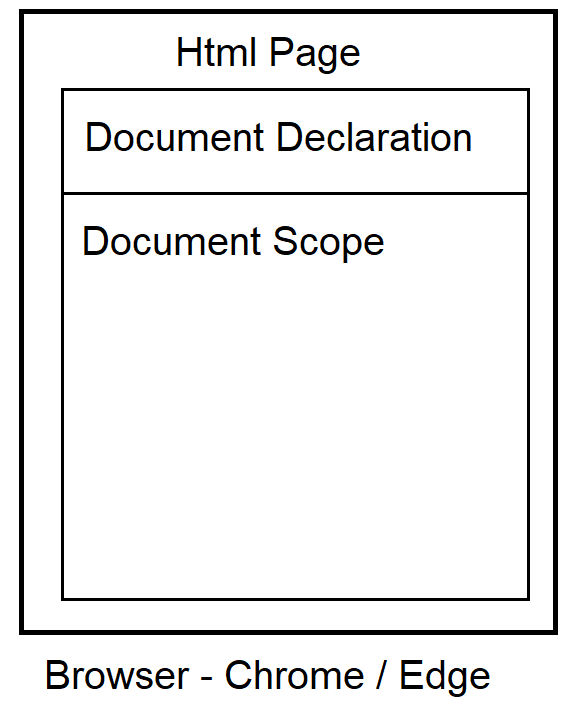 Html Page
Document Declaration
Document Scope
Browser - Chrome / Edge